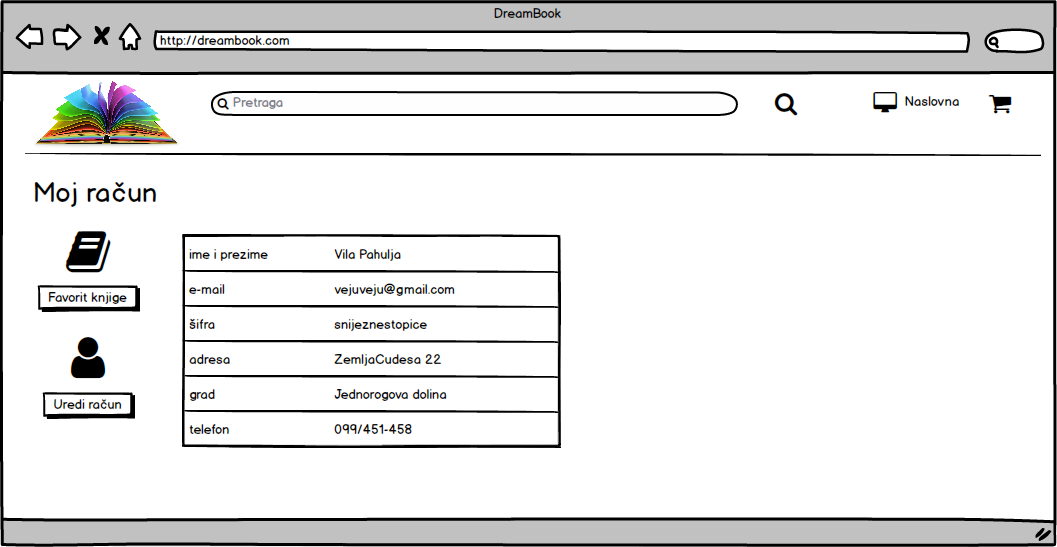 DreamBook
http://dreambook.com
Pretraga
Naslovna
Moj račun
Favorit knjige
Uredi račun
ime i prezime Vila Pahulja
e-mail vejuveju@gmail.com
šifra snijeznestopice
adresa ZemljaCudesa 22
grad Jednorogova dolina
telefon 099/451-458